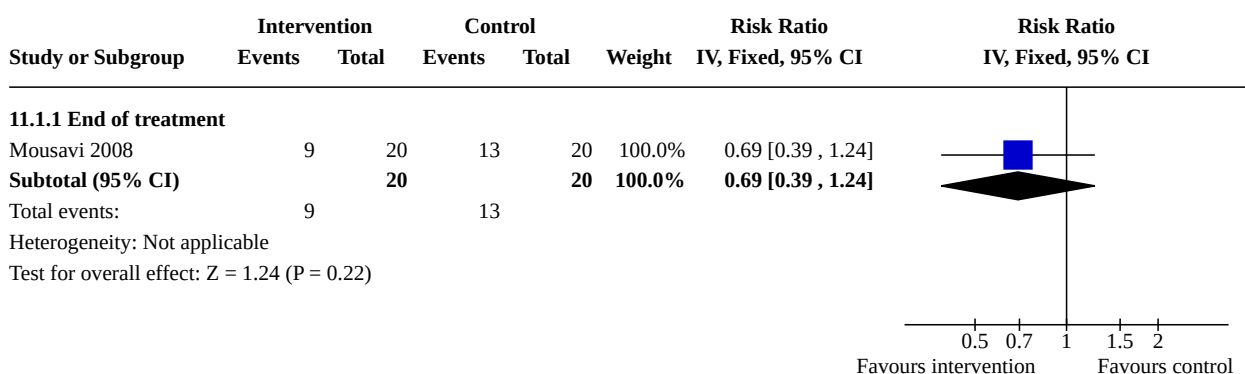 Intervention Control Risk Ratio Risk Ratio
Study or Subgroup Events Total Events Total Weight IV, Fixed, 95% CI IV, Fixed, 95% CI
11.1.1 End of treatment
Mousavi 2008 9 20 13 20 100.0% 0.69 [0.39 , 1.24]
Subtotal (95% CI) 20 20 100.0% 0.69 [0.39 , 1.24]
Total events: 9 13
Heterogeneity: Not applicable
Test for overall effect: Z = 1.24 (P = 0.22)
0.5 0.7 1 1.5 2
Favours intervention Favours control